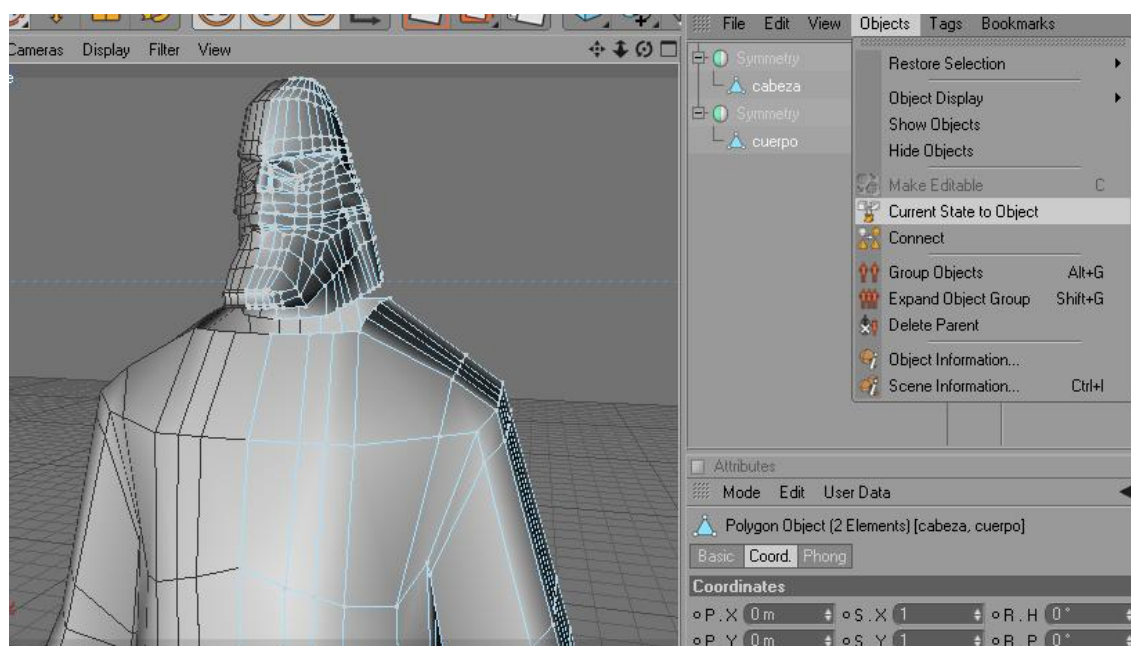 Cameras Display Filter View
File Edit View Objects Tags Bookmarks
Symmetry
cabeza
Symmetry
cuerpo
Restore Selection
Object Display
Show Objects
Hide Objects
Make Editable C
Current State to Object
Connect
Group Objects Alt+G
Expand Object Group Shift+G
Delete Parent
Object Information...
Scene Information... Ctrl+I
Attributes
Mode Edit User Data
Polygon Object (2 Elements) [cabeza, cuerpo]
Basic Coord. Phong
Coordinates
P . X 0 m S . X 1 R . H 0 °
P . Y 0 m S . Y 1 R . P 0 °